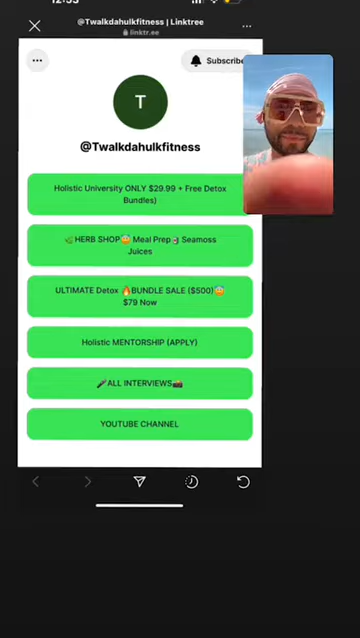 @Twalkdahulkfitness | Linktree
linktr.ee
Subscribe
T
@Twalkdahulkfitness
Holistic University ONLY $29.99 + Free Detox
Bundles)
🌿HERB SHOP😇 Meal Prep🥘 Seamoss
Juices
ULTIMATE Detox 🔥BUNDLE SALE ($500)😇
$79 Now
Holistic MENTORSHIP (APPLY)
🎤ALL INTERVIEWS📸
YOUTUBE CHANNEL